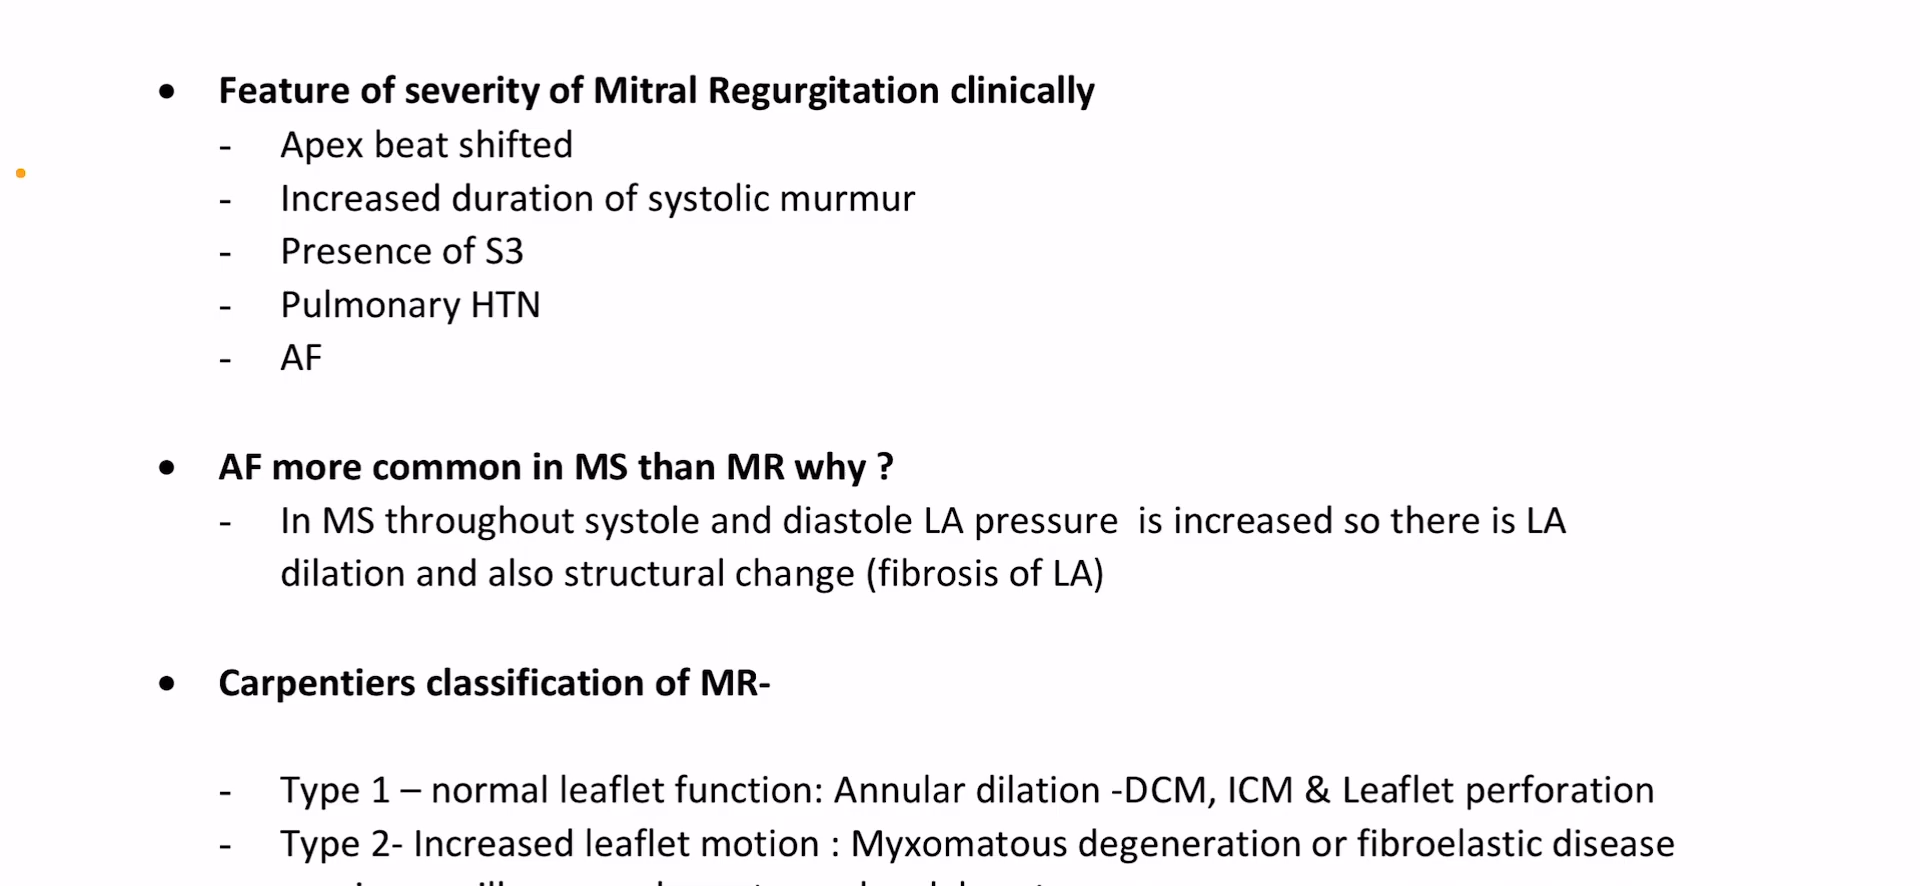 • Feature of severity of Mitral Regurgitation clinically
- Apex beat shifted
- Increased duration of systolic murmur
- Presence of S3
- Pulmonary HTN
- AF
• AF more common in MS than MR why ?
- In MS throughout systole and diastole LA pressure  is increased so there is LA
dilation and also structural change (fibrosis of LA)
• Carpentiers classification of MR-
- Type 1 – normal leaflet function: Annular dilation -DCM, ICM & Leaflet perforation
- Type 2- Increased leaflet motion : Myxomatous degeneration or fibroelastic disease